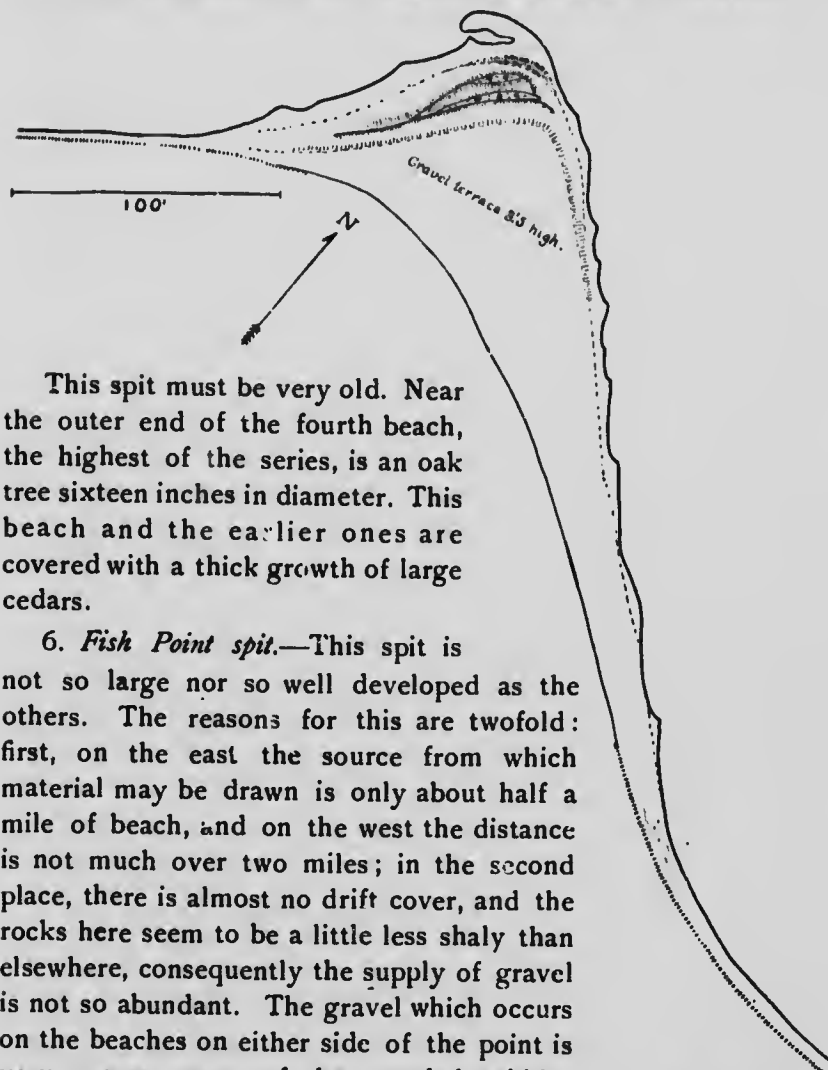 Gravel terrace 8.'5 high.
100'
N
This spit must be very old. Near
the outer end of the fourth beach,
the highest of the series, is an oak
tree sixteen inches in diameter. This
beach and the earlier ones are
covered with a thick growth of large
cedars.
6. Fish Point spit.—This spit is
not so large nor so well developed as the
others. The reasons for this are twofold:
first, on the east the source from which
material may be drawn is only about half a
mile of beach, and on the west the distance
is not much over two miles; in the second
place, there is almost no drift cover, and the
rocks here seem to be a little less shaly than
elsewhere, consequently the supply of gravel
is not so abundant. The gravel which occurs
on the beaches on either side of the point is